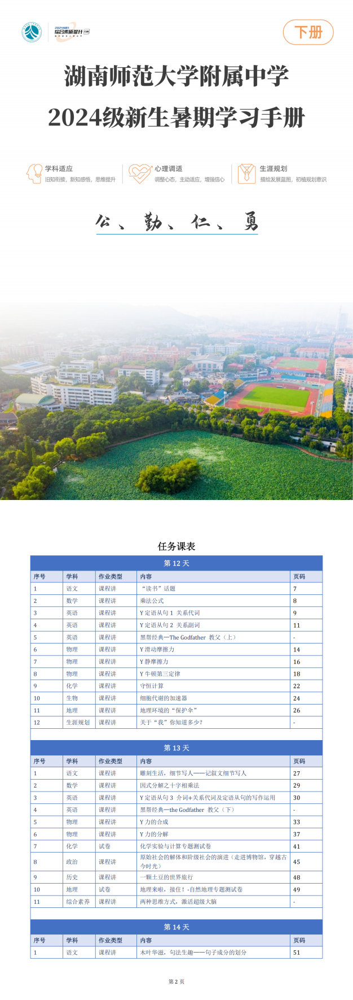 2024级新生
综合素质提升
下册
湖南师范大学附属中学
2024级新生暑期学习手册
学科适应 心理调适 生涯规划
旧知衔接，新知感悟，思维提升 调整心态，主动适应，增强信心 描绘发展蓝图，初植规划意识
公、勤、仁、勇
任务课表
第 12 天
序号 学科 作业类型 内容 页码
1 语文 课程讲 “读书”话题 7
2 数学 课程讲 乘法公式 8
3 英语 课程讲 Y 定语从句 1 关系代词 9
4 英语 课程讲 Y 定语从句 2 关系副词 11
5 英语 课程讲 黑帮经典—The Godfather 教父（上） -
6 物理 课程讲 Y 滑动摩擦力 14
7 物理 课程讲 Y 静摩擦力 16
8 物理 课程讲 Y 牛顿第三定律 18
9 化学 课程讲 守恒计算 22
10 生物 课程讲 细胞代谢的加速器 24
11 地理 课程讲 地理环境的“保护伞” 26
12 生涯规划 课程讲 关于“我”你知道多少？ -
第 13 天
序号 学科 作业类型 内容 页码
1 语文 课程讲 雕刻生活，细节写人——记叙文细节写人 27
2 数学 课程讲 因式分解之十字相乘法 29
3 英语 课程讲 Y 定语从句 3 介词+关系代词及定语从句的写作运用 30
4 英语 课程讲 黑帮经典—the Godfather 教父（下） -
5 物理 课程讲 Y 力的合成 33
6 物理 课程讲 Y 力的分解 37
7 化学 试卷 化学实验与计算专题测试卷 41
8 政治 课程讲 原始社会的解体和阶级社会的演进（走进博物馆，穿越古
今时光） 45
9 历史 课程讲 一颗土豆的世界旅行 48
10 地理 试卷 地理来啦，接住！-自然地理专题测试卷 49
11 综合素养 课程讲 两种思维方式，激活超级大脑 -
第 14 天
序号 学科 作业类型 内容 页码
1 语文 课程讲 木叶华滋，句法生趣——句子成分的划分 51
第 2 页